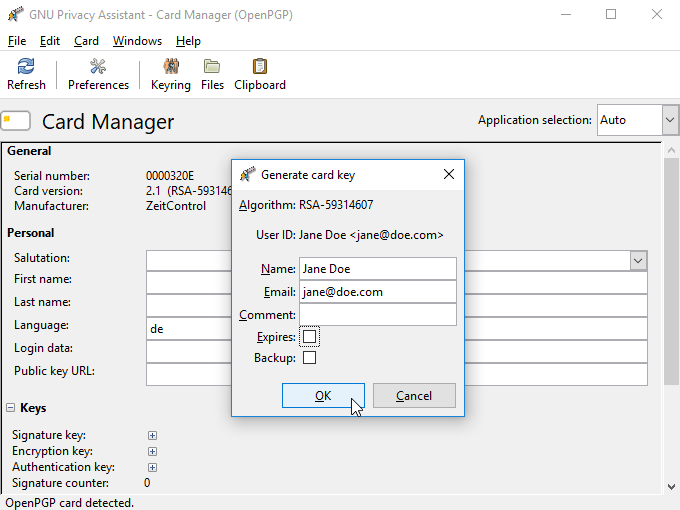 GNU Privacy Assistant - Card Manager (OpenPGP)
File Edit Card Windows Help
Refresh Preferences Keyring Files Clipboard
Card Manager Application selection: Auto
General
Serial number: 0000320E
Card version: 2.1 (RSA-593146
Manufacturer: ZeitControl
Personal
Salutation:
First name:
Last name:
Language: de
Login data:
Public key URL:
Keys
Signature key:
Encryption key:
Authentication key:
Signature counter: 0
OpenPGP card detected.
Generate card key
Algorithm: RSA-59314607
User ID: Jane Doe <jane@doe.com>
Name: Jane Doe
Email: jane@doe.com
Comment:
Expires:
Backup:
OK Cancel